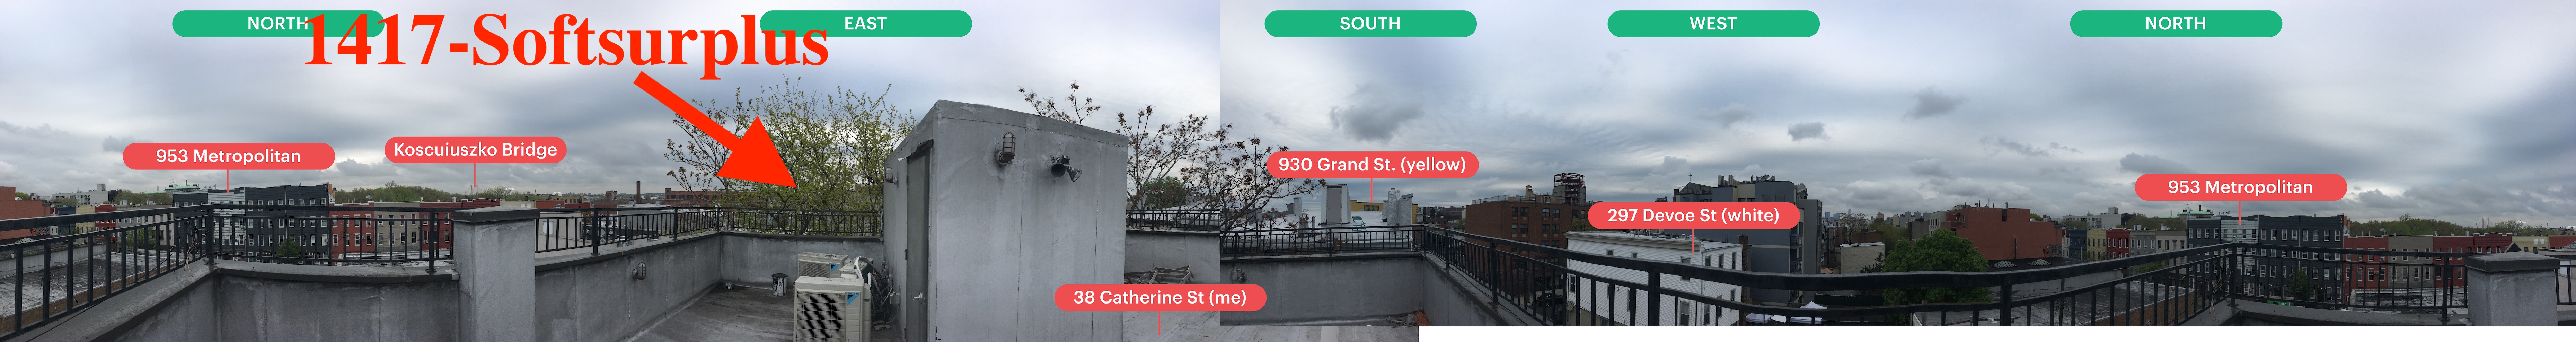 NORTH
EAST
SOUTH
WEST
NORTH
1417-Softsurplus
953 Metropolitan
Koscuiuszko Bridge
930 Grand St. (yellow)
297 Devoe St (white)
953 Metropolitan
38 Catherine St (me)